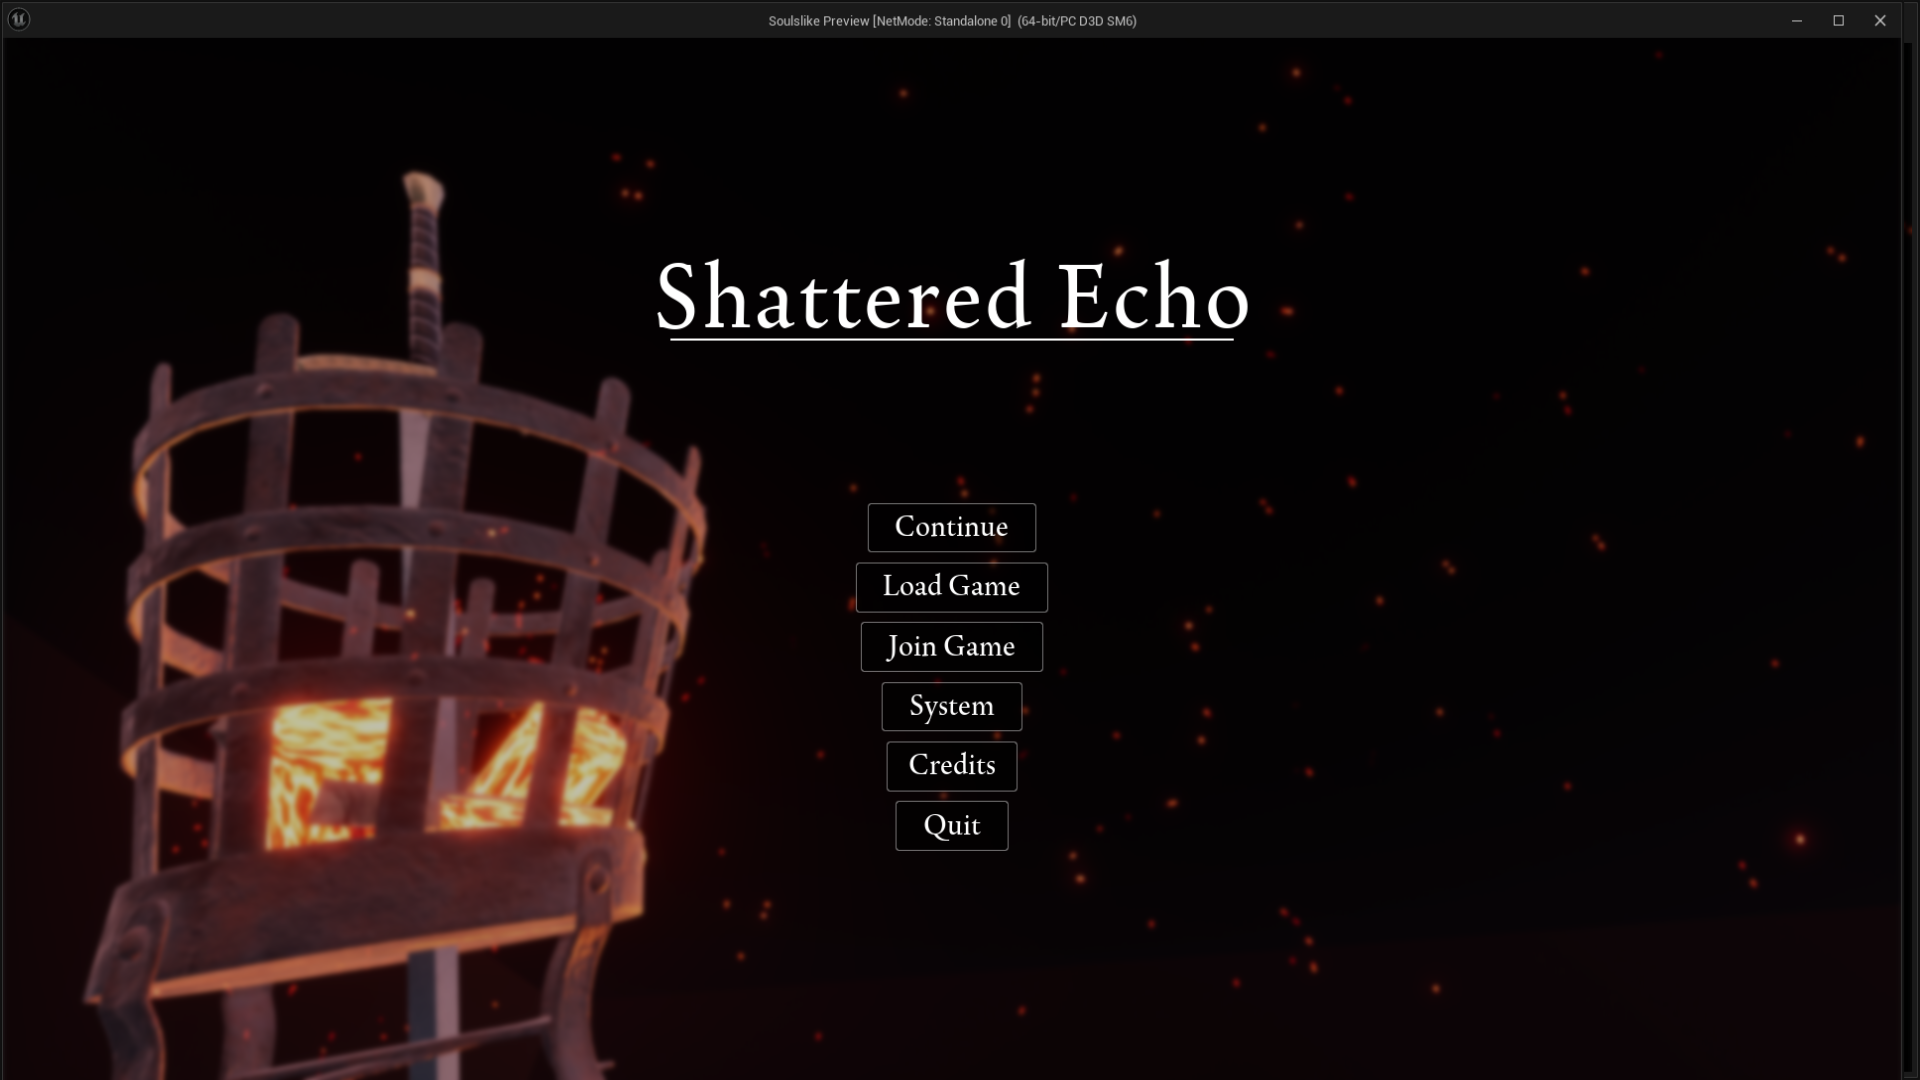 Soulslike Preview [NetMode: Standalone 0]  (64-bit/PC D3D SM6)
Shattered Echo
Continue
Load Game
Join Game
System
Credits
Quit